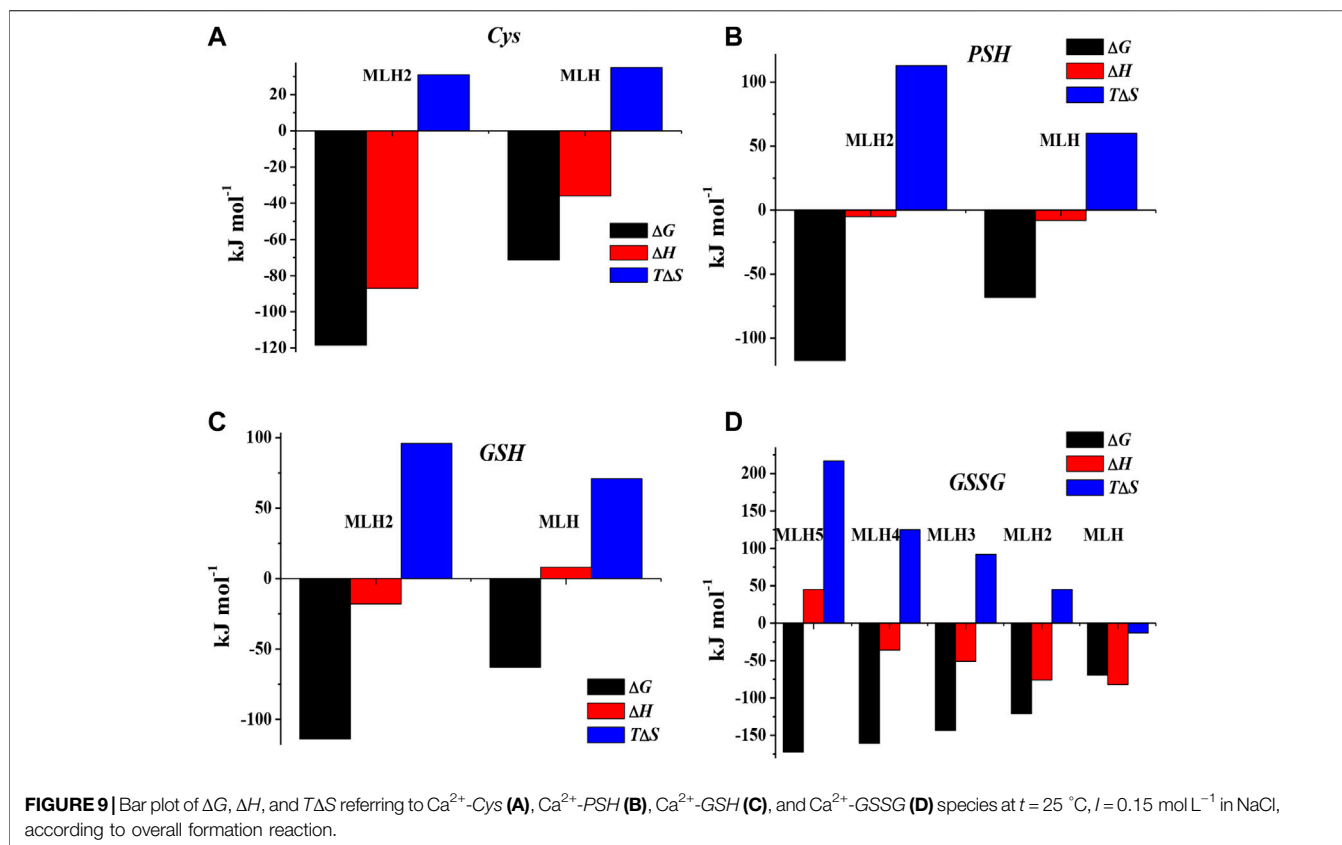 A
Cys
MLH2
MLH
20
0
-20
-40
-60
-80
-100
-120
kJ mol⁻¹
ΔG
ΔH
TΔS
B
PSH
ΔG
ΔH
TΔS
MLH2
MLH
100
50
0
-50
-100
kJ mol⁻¹
C
GSH
MLH2
MLH
100
50
0
-50
-100
kJ mol⁻¹
ΔG
ΔH
TΔS
D
ΔG
ΔH
TΔS
GSSG
MLH5 MLH4 MLH3 MLH2 MLH
200
150
100
50
0
-50
-100
-150
kJ mol⁻¹
FIGURE 9 | Bar plot of ΔG, ΔH, and TΔS referring to Ca²⁺-Cys (A), Ca²⁺-PSH (B), Ca²⁺-GSH (C), and Ca²⁺-GSSG (D) species at t = 25 °C, I = 0.15 mol L⁻¹ in NaCl,
according to overall formation reaction.